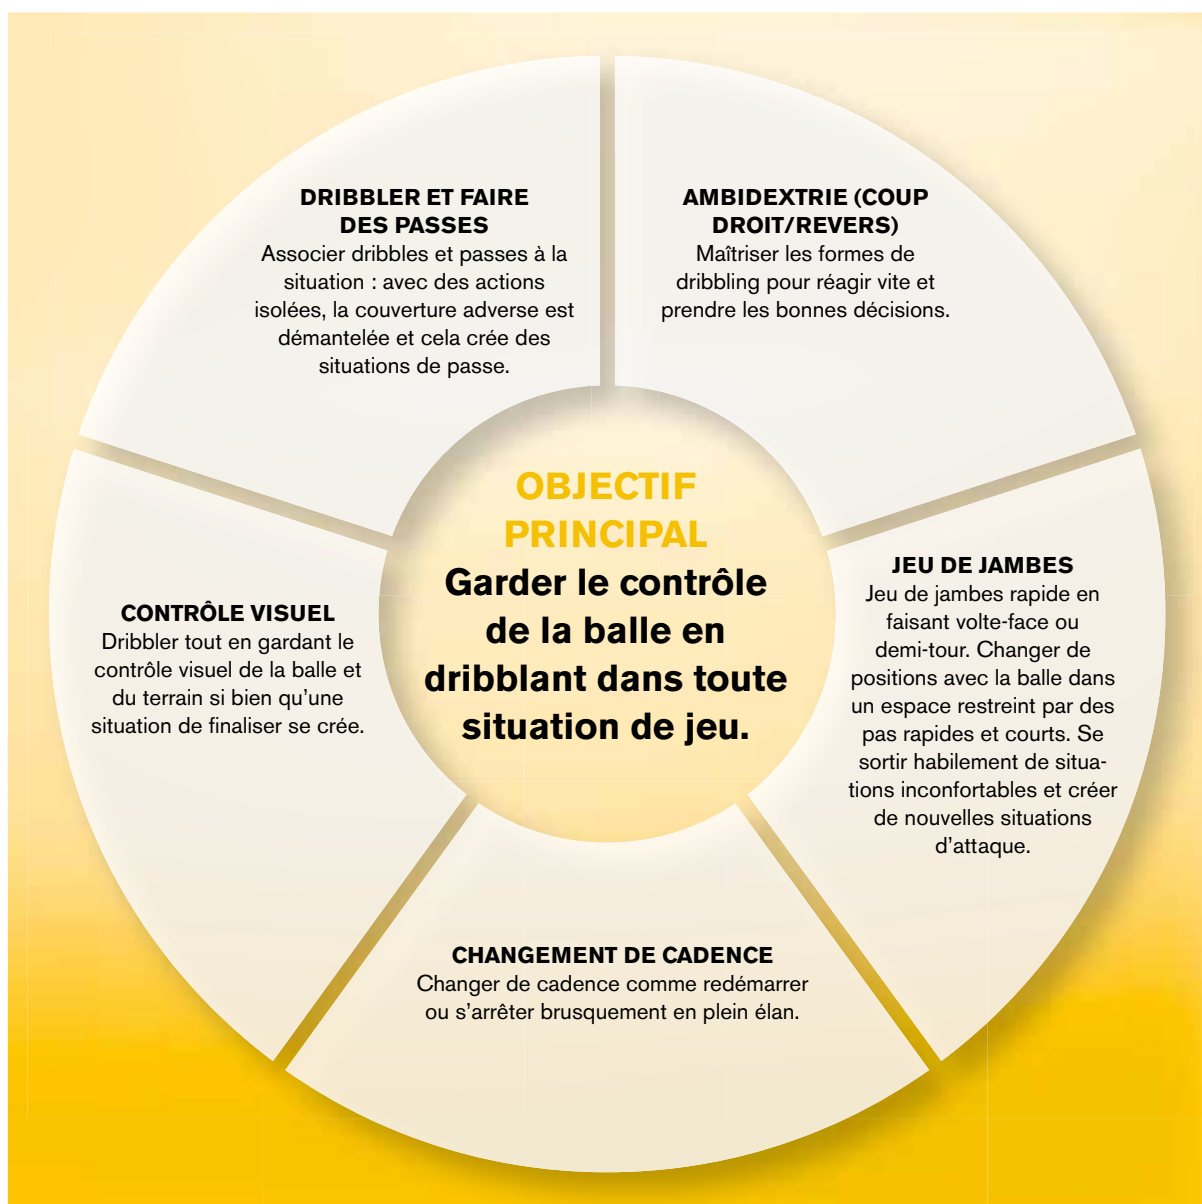 DRIBBLER ET FAIRE
DES PASSES
Associer dribbles et passes à la
situation : avec des actions
isolées, la couverture adverse est
démantelée et cela crée des
situations de passe.
AMBIDEXTRIE (COUP
DROIT/REVERS)
Maîtriser les formes de
dribbling pour réagir vite et
prendre les bonnes décisions.
OBJECTIF
PRINCIPAL
Garder le contrôle
de la balle en
dribblant dans toute
situation de jeu.
JEU DE JAMBES
Jeu de jambes rapide en
faisant volte-face ou
demi-tour. Changer de
positions avec la balle dans
un espace restreint par des
pas rapides et courts. Se
sortir habilement de situa-
tions inconfortables et créer
de nouvelles situations
d’attaque.
CONTRÔLE VISUEL
Dribbler tout en gardant le
contrôle visuel de la balle et
du terrain si bien qu’une
situation de finaliser se crée.
CHANGEMENT DE CADENCE
Changer de cadence comme redémarrer
ou s’arrêter brusquement en plein élan.